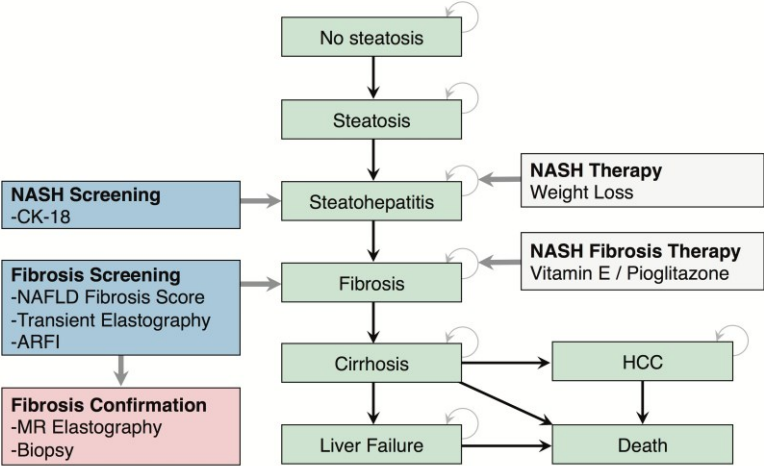 No steatosis
Steatosis
NASH Screening
-CK-18
Steatohepatitis
NASH Therapy
Weight Loss
Fibrosis Screening
-NAFLD Fibrosis Score
-Transient Elastography
-ARFI
Fibrosis
NASH Fibrosis Therapy
Vitamin E / Pioglitazone
Cirrhosis
HCC
Fibrosis Confirmation
-MR Elastography
-Biopsy
Liver Failure
Death